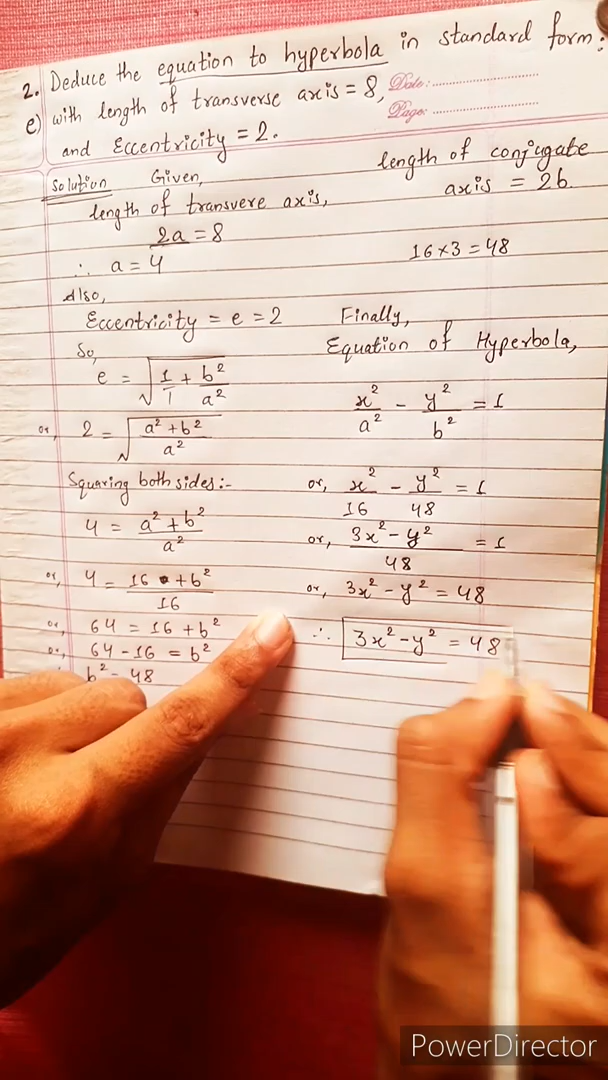 2. Deduce the equation to hyperbola in standard form:
e) with length of transverse axis = 8,
Date:
Page:
and Eccentricity = 2.
Solution Given,
length of transvere axis,
2a = 8
∴ a = 4
Also,
Eccentricity = e = 2
So,
e = √(1/1 + b²/a²)
or, 2 = √((a² + b²)/a²)
Squaring both sides:-
4 = (a² + b²)/a²
or, 4 = (16 + b²)/16
or, 64 = 16 + b²
or, 64 - 16 = b²
b² = 48
length of conjugate
axis = 2b
16 × 3 = 48
Finally,
Equation of Hyperbola,
x²/a² - y²/b² = 1
or, x²/16 - y²/48 = 1
or, (3x² - y²)/48 = 1
or, 3x² - y² = 48
∴ 3x² - y² = 48
PowerDirector